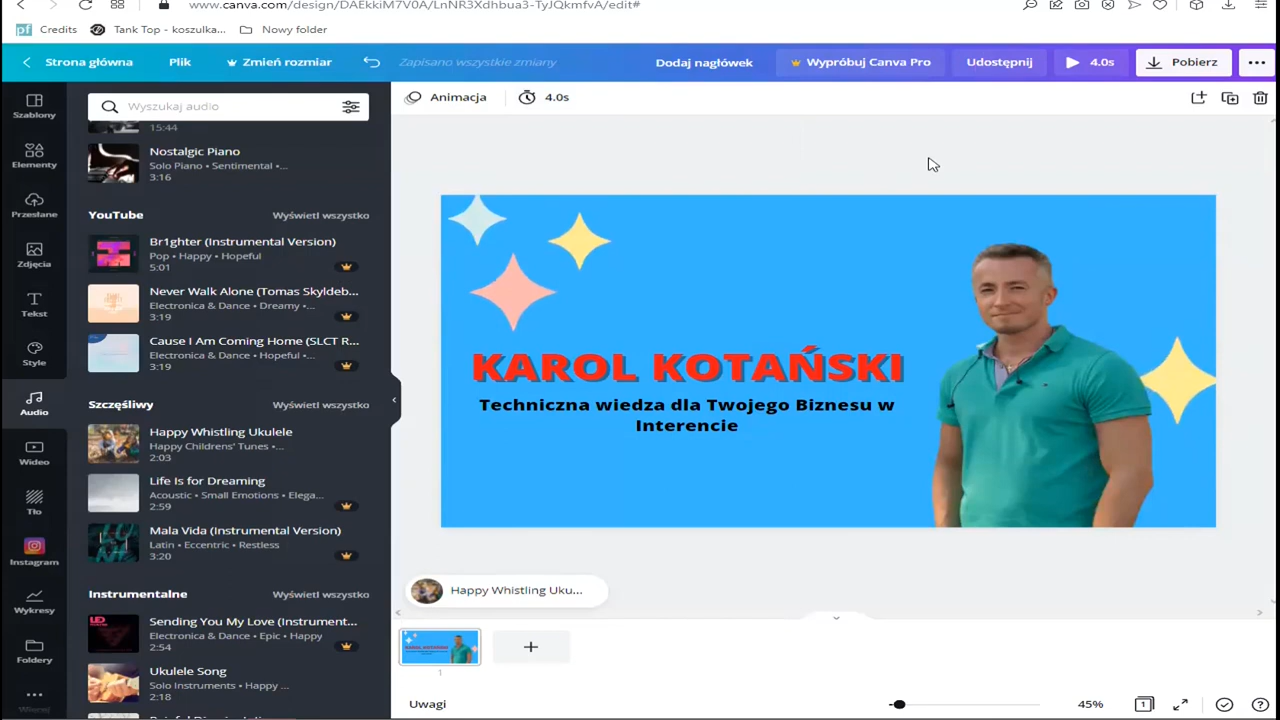 www.canva.com/design/DAEkkiM7V0A/LnNR3Xdhbua3-TyJQkmfvA/edit#
pf Credits Tank Top - koszulka... Nowy folder
Strona główna Plik Zmień rozmiar Zapisano wszystkie zmiany Dodaj nagłówek Wypróbuj Canva Pro Udostępnij 4.0s Pobierz
Szablony
Elementy
Przesłane
Zdjęcia
Tekst
Style
Audio
Wideo
Tło
Instagram
Wykresy
Foldery
Więcej
Wyszukaj audio
15:44
Nostalgic Piano
Solo Piano • Sentimental •...
3:16
YouTube Wyświetl wszystko
Br1ghter (Instrumental Version)
Pop • Happy • Hopeful
5:01
Never Walk Alone (Tomas Skyldeb...
Electronica & Dance • Dreamy •...
3:19
Cause I Am Coming Home (SLCT R...
Electronica & Dance • Hopeful •...
3:19
Szczęśliwy Wyświetl wszystko
Happy Whistling Ukulele
Happy Childrens' Tunes •...
2:03
Life Is for Dreaming
Acoustic • Small Emotions • Elega...
2:59
Mala Vida (Instrumental Version)
Latin • Eccentric • Restless
3:20
Instrumentalne Wyświetl wszystko
Sending You My Love (Instrument...
Electronica & Dance • Epic • Happy
2:54
Ukulele Song
Solo Instruments • Happy ...
2:18
Animacja 4.0s
KAROL KOTAŃSKI
Techniczna wiedza dla Twojego Biznesu w
Interencie
Happy Whistling Uku...
1
Uwagi 45% 1